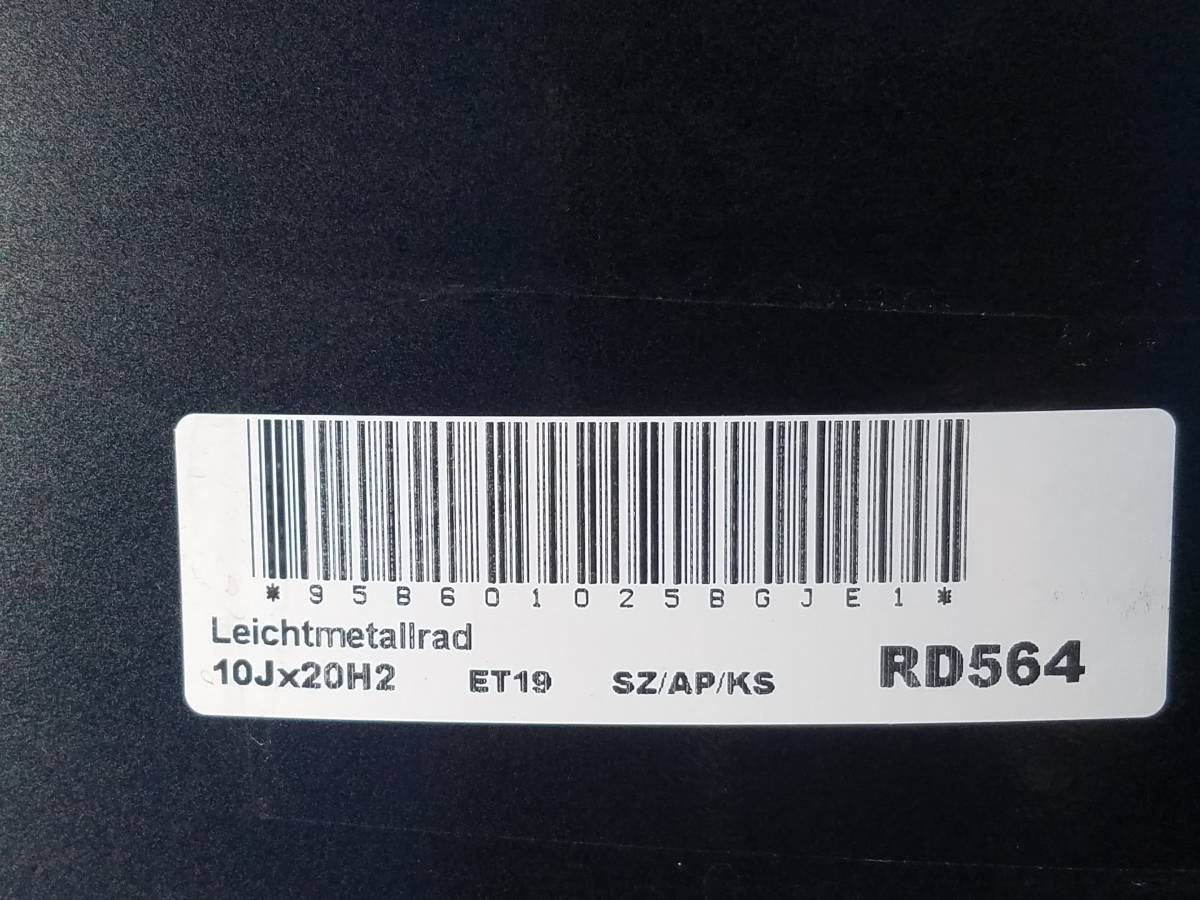 *95B601025BGJE1*
Leichtmetallrad
10Jx20H2 ET19 SZ/AP/KS RD564